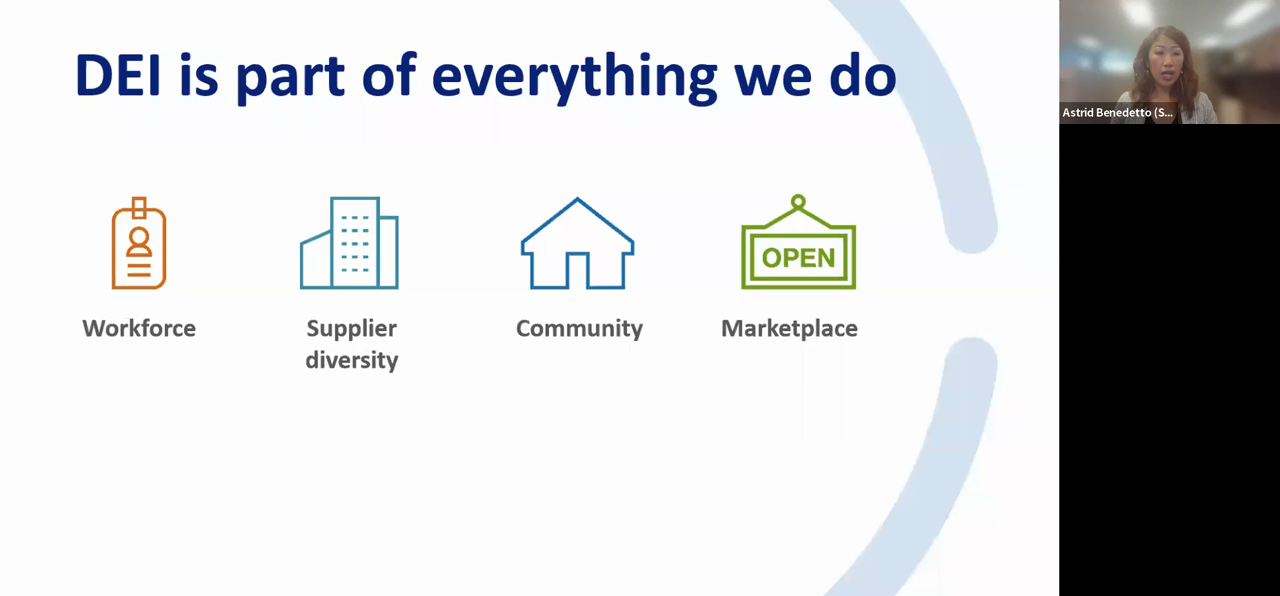 DEI is part of everything we do
OPEN
Workforce
Supplier
diversity
Community
Marketplace
Astrid Benedetto (S...